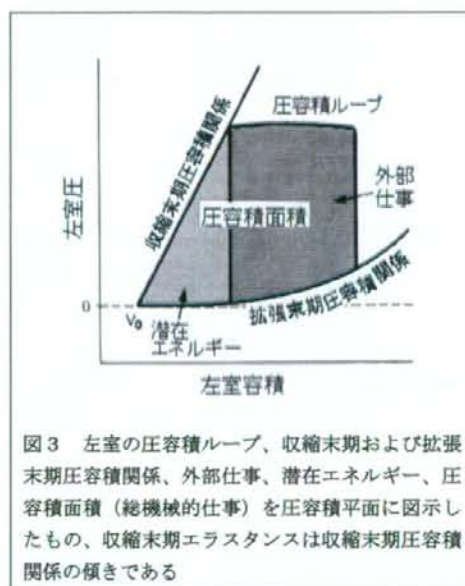 圧容積ループ
収縮末期圧容積関係
外部
仕事
左室圧
圧容積面積
0
V₀
潜在
エネルギー
拡張末期圧容積関係
左室容積
図3 左室の圧容積ループ、収縮末期および拡張
末期圧容積関係、外部仕事、潜在エネルギー、圧
容積面積（総機械的仕事）を圧容積平面に図示し
たもの、収縮末期エラスタンスは収縮末期圧容積
関係の傾きである